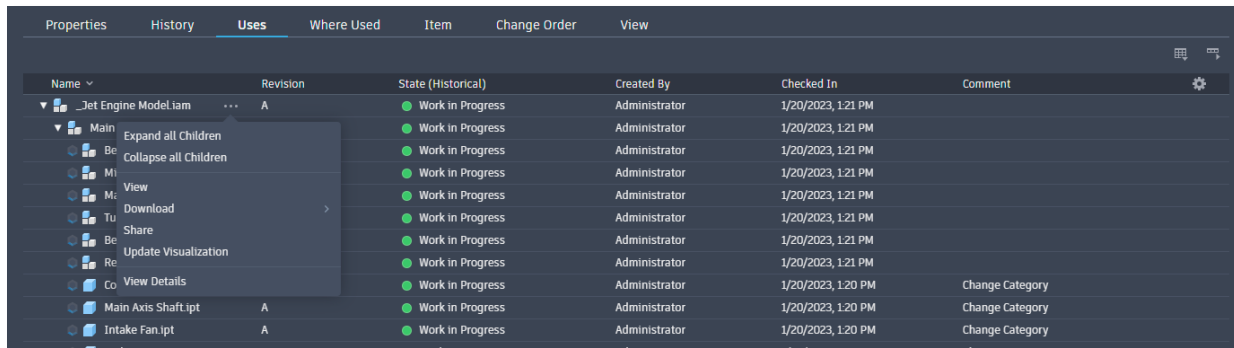 Properties History Uses Where Used Item Change Order View
Name Revision State (Historical) Created By Checked In Comment
_Jet Engine Model.iam ... A Work in Progress Administrator 1/20/2023, 1:21 PM
Main Work in Progress Administrator 1/20/2023, 1:21 PM
Expand all Children
Be Work in Progress Administrator 1/20/2023, 1:21 PM
Collapse all Children
Mi Work in Progress Administrator 1/20/2023, 1:21 PM
View
Ma Work in Progress Administrator 1/20/2023, 1:21 PM
Download
Tu Work in Progress Administrator 1/20/2023, 1:21 PM
Share
Be Work in Progress Administrator 1/20/2023, 1:21 PM
Update Visualization
Re Work in Progress Administrator 1/20/2023, 1:21 PM
View Details
Co Work in Progress Administrator 1/20/2023, 1:20 PM Change Category
Main Axis Shaft.ipt A Work in Progress Administrator 1/20/2023, 1:20 PM Change Category
Intake Fan.ipt A Work in Progress Administrator 1/20/2023, 1:20 PM Change Category